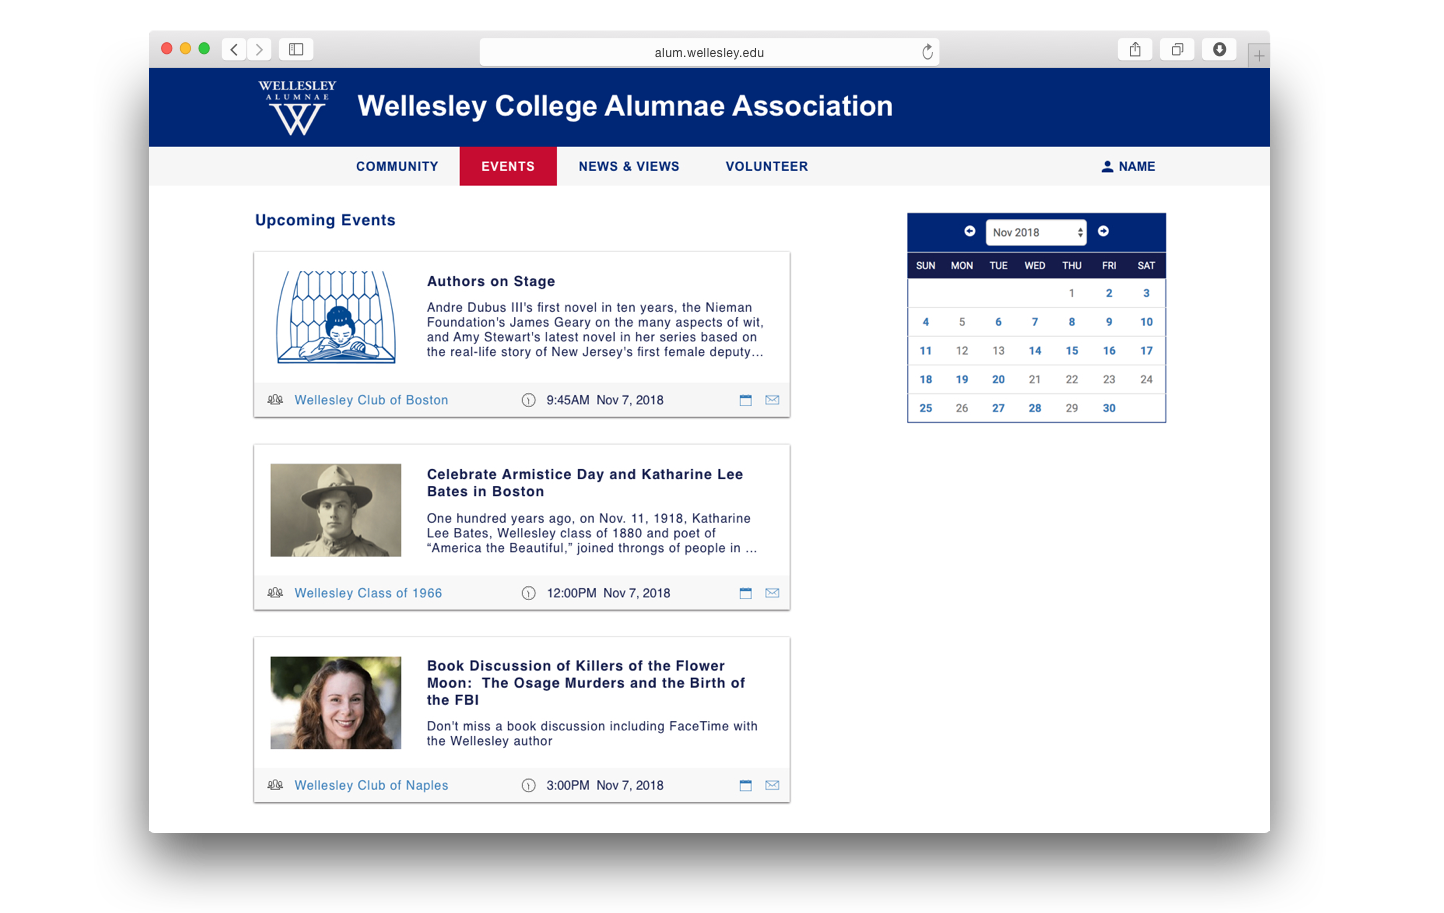 alum.wellesley.edu
WELLESLEY
ALUMNAE
W
Wellesley College Alumnae Association
COMMUNITY EVENTS NEWS & VIEWS VOLUNTEER NAME
Upcoming Events
Authors on Stage
Andre Dubus III's first novel in ten years, the Nieman
Foundation's James Geary on the many aspects of wit,
and Amy Stewart's latest novel in her series based on
the real-life story of New Jersey's first female deputy...
Wellesley Club of Boston 9:45AM Nov 7, 2018
Celebrate Armistice Day and Katharine Lee
Bates in Boston
One hundred years ago, on Nov. 11, 1918, Katharine
Lee Bates, Wellesley class of 1880 and poet of
“America the Beautiful,” joined throngs of people in ...
Wellesley Class of 1966 12:00PM Nov 7, 2018
Book Discussion of Killers of the Flower
Moon: The Osage Murders and the Birth of
the FBI
Don't miss a book discussion including FaceTime with
the Wellesley author
Wellesley Club of Naples 3:00PM Nov 7, 2018
Nov 2018
SUN MON TUE WED THU FRI SAT
1 2 3
4 5 6 7 8 9 10
11 12 13 14 15 16 17
18 19 20 21 22 23 24
25 26 27 28 29 30